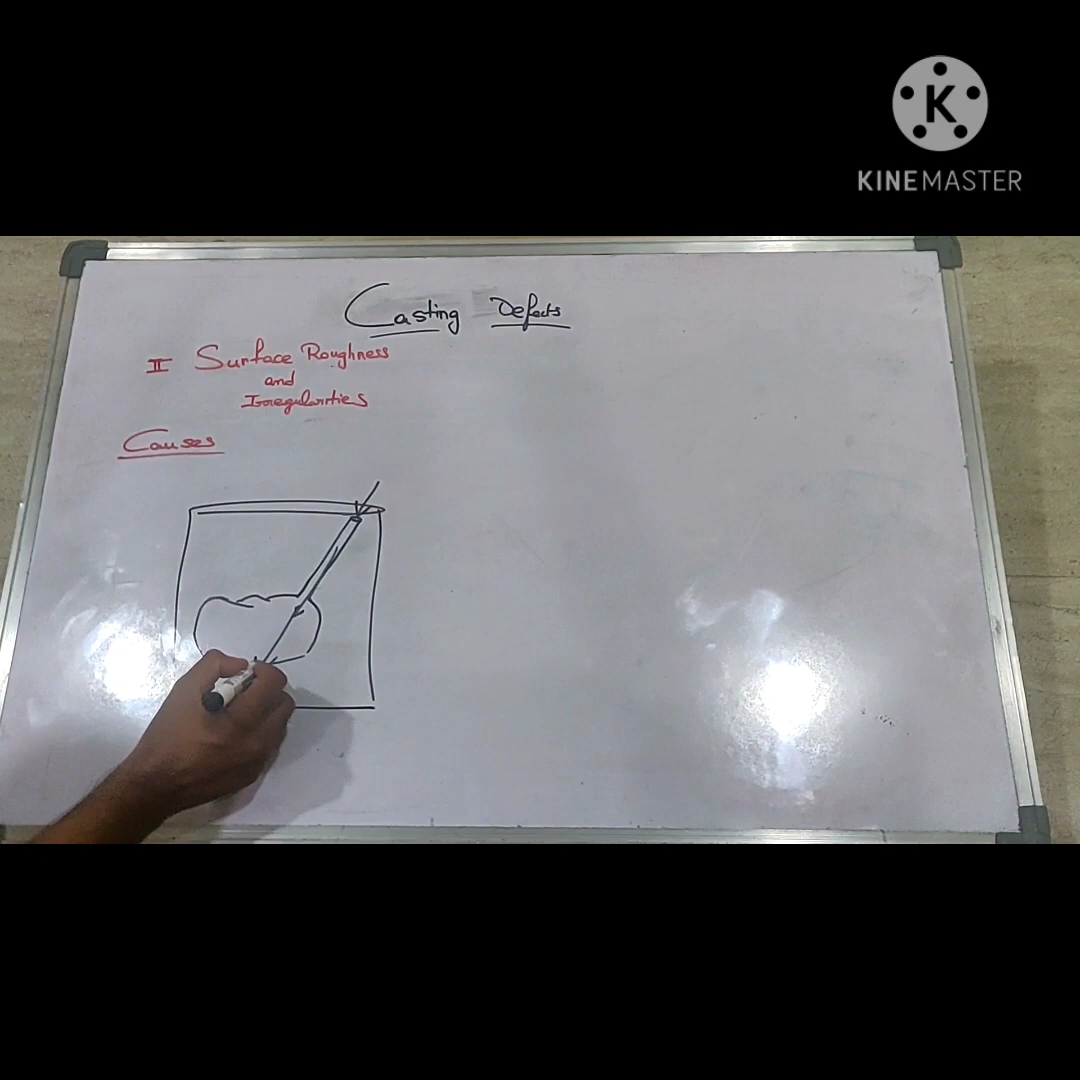 K
KINEMASTER
Casting Defects
II Surface Roughness
and
Irregularities
Causes